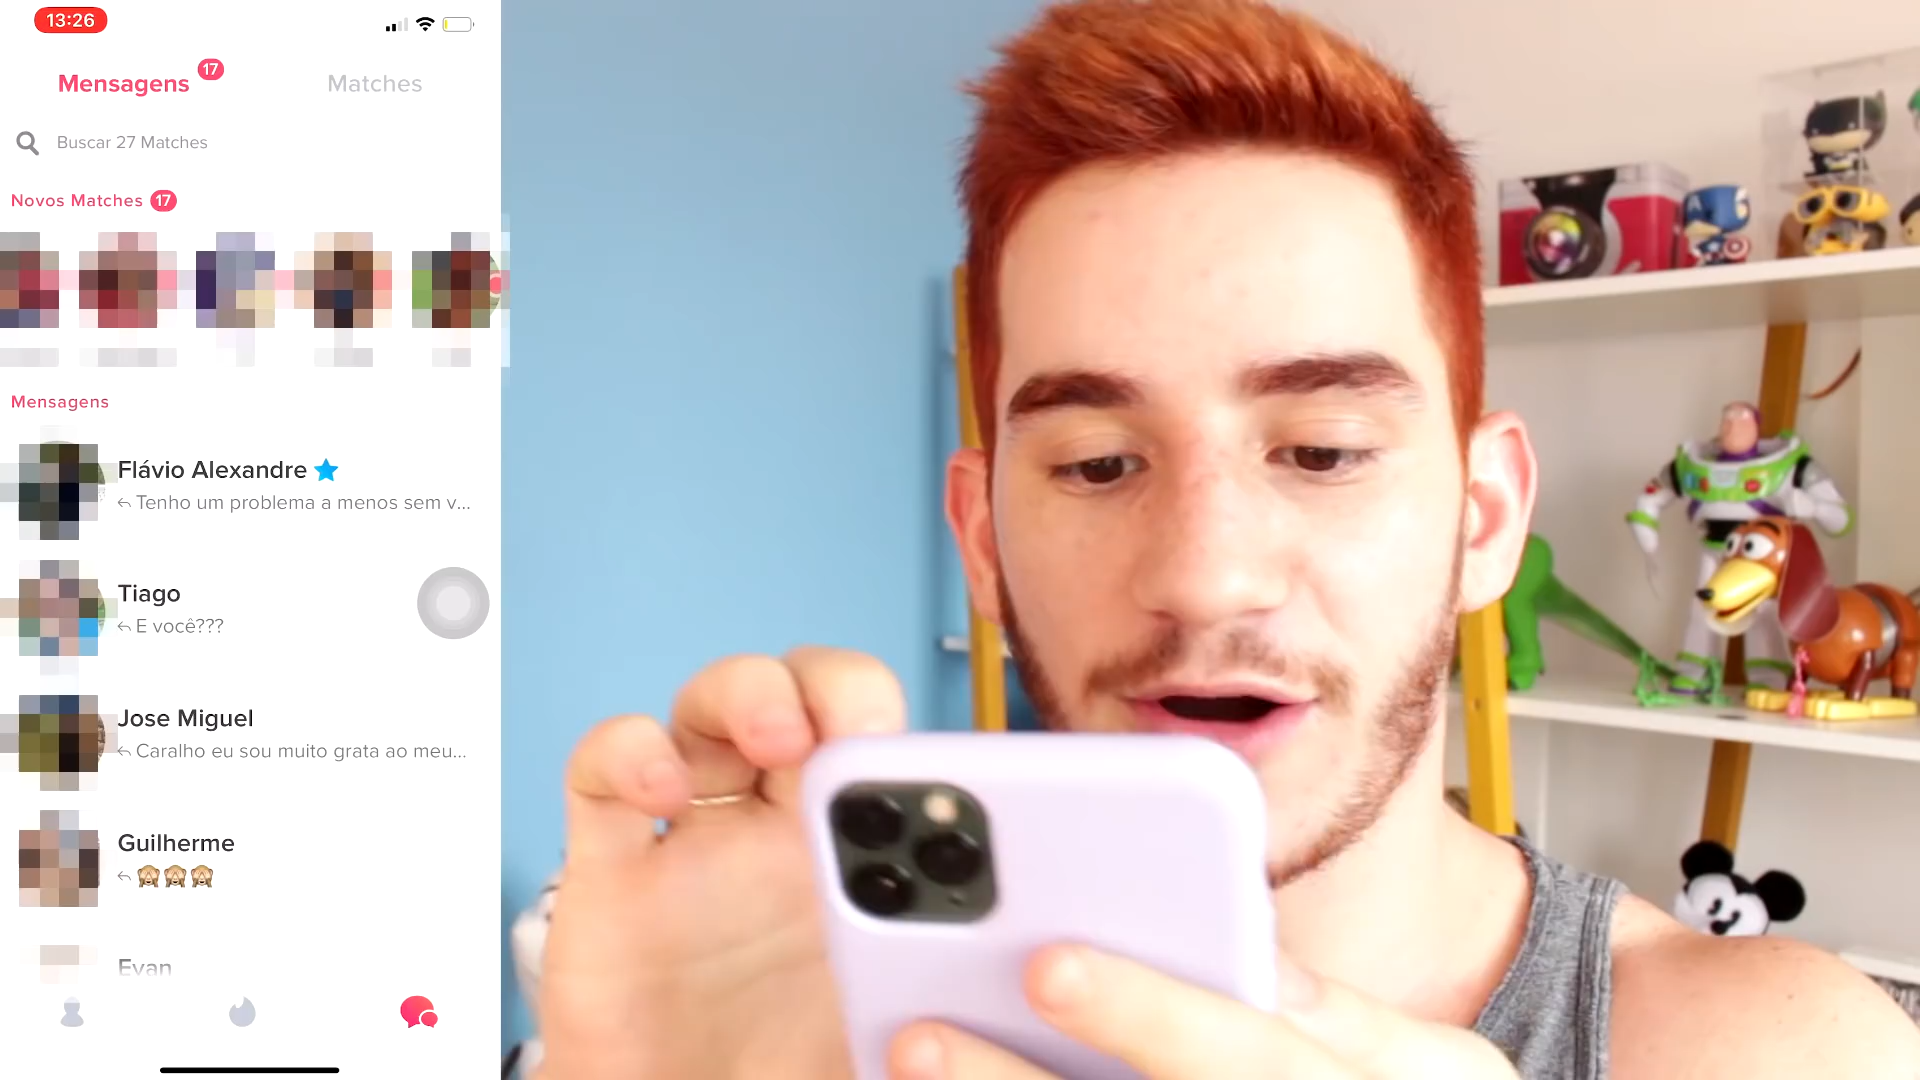 13:26
Mensagens 17
Matches
Buscar 27 Matches
Novos Matches 17
Mensagens
Flávio Alexandre
Tenho um problema a menos sem v...
Tiago
E você???
Jose Miguel
Caralho eu sou muito grata ao meu...
Guilherme
🙈🙈🙈
Evan